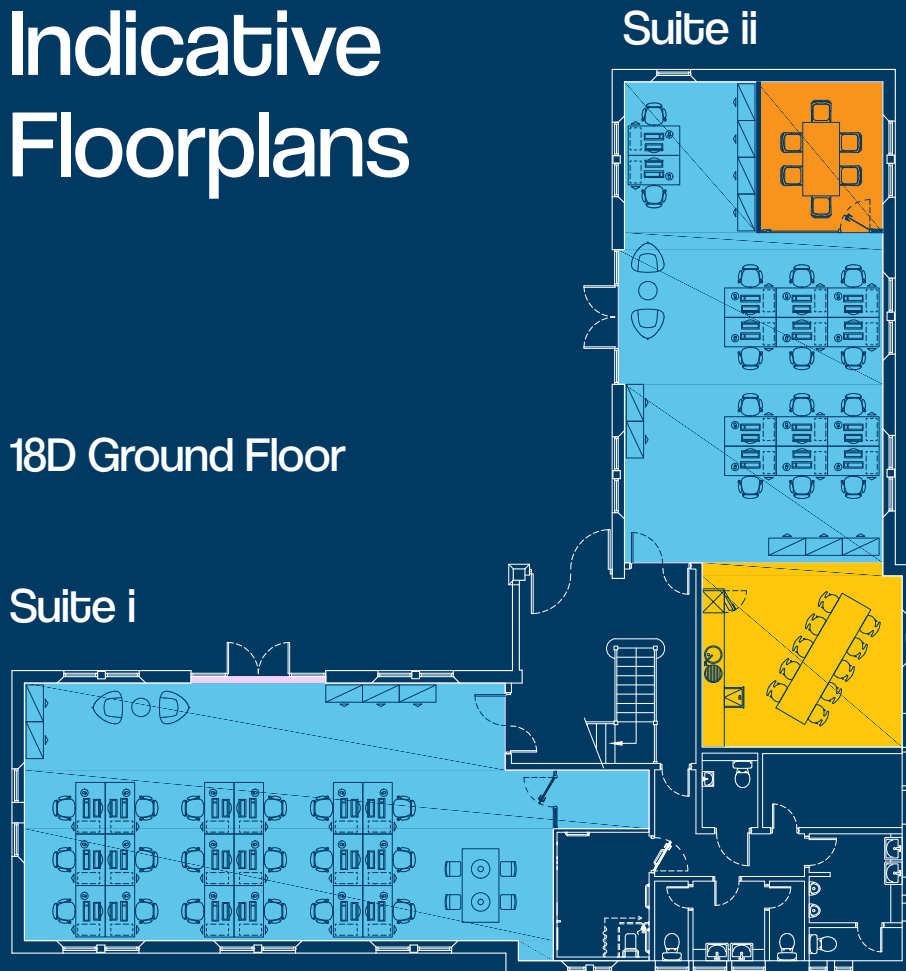 Indicative
Floorplans
Suite ii
18D Ground Floor
Suite i